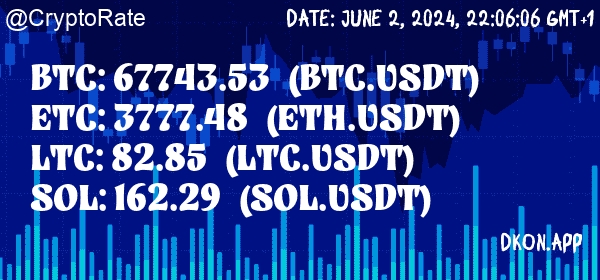 @CryptoRate
DATE: JUNE 2, 2024, 22:06:06 GMT+1
BTC: 67743.53 (BTC.USDT)
ETC: 3777.48 (ETH.USDT)
LTC: 82.85 (LTC.USDT)
SOL: 162.29 (SOL.USDT)
DKON.APP